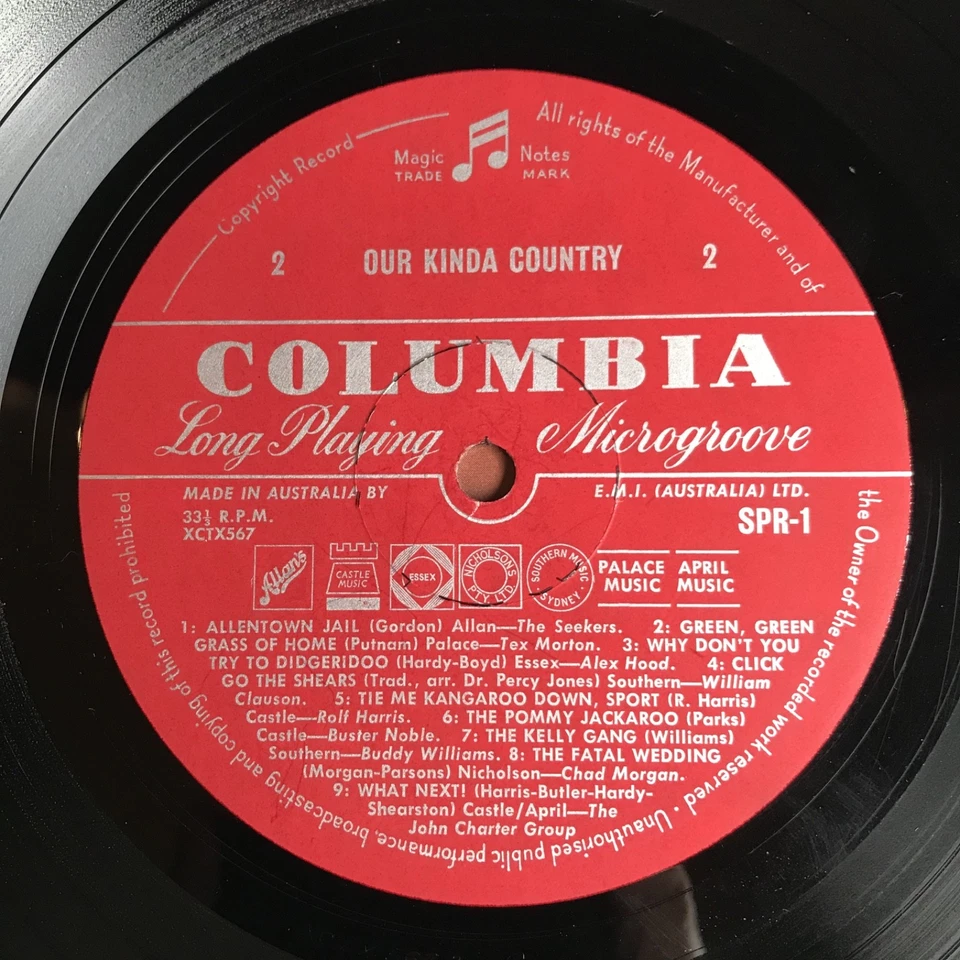 Copyright Record
All rights of the Manufacturer and of
the Owner of the recorded work reserved · Unauthorised public performance, broadcasting and copying of this record prohibited
Magic Notes
TRADE MARK
2 OUR KINDA COUNTRY 2
COLUMBIA
Long Playing Microgroove
MADE IN AUSTRALIA BY E.M.I. (AUSTRALIA) LTD.
33⅓ R.P.M. SPR-1
XCTX567
Allan's
CASTLE MUSIC
ESSEX
NICHOLSON'S PTY LTD
SOUTHERN MUSIC SYDNEY
PALACE MUSIC
APRIL MUSIC
1: ALLENTOWN JAIL (Gordon) Allan—The Seekers. 2: GREEN, GREEN
GRASS OF HOME (Putnam) Palace—Tex Morton. 3: WHY DON'T YOU
TRY TO DIDGERIDOO (Hardy-Boyd) Essex—Alex Hood. 4: CLICK
GO THE SHEARS (Trad., arr. Dr. Percy Jones) Southern—William
Clauson. 5: TIE ME KANGAROO DOWN, SPORT (R. Harris)
Castle—Rolf Harris. 6: THE POMMY JACKAROO (Parks)
Castle—Buster Noble. 7: THE KELLY GANG (Williams)
Southern—Buddy Williams. 8: THE FATAL WEDDING
(Morgan-Parsons) Nicholson—Chad Morgan.
9: WHAT NEXT! (Harris-Butler-Hardy-
Shearston) Castle/April—The
John Charter Group